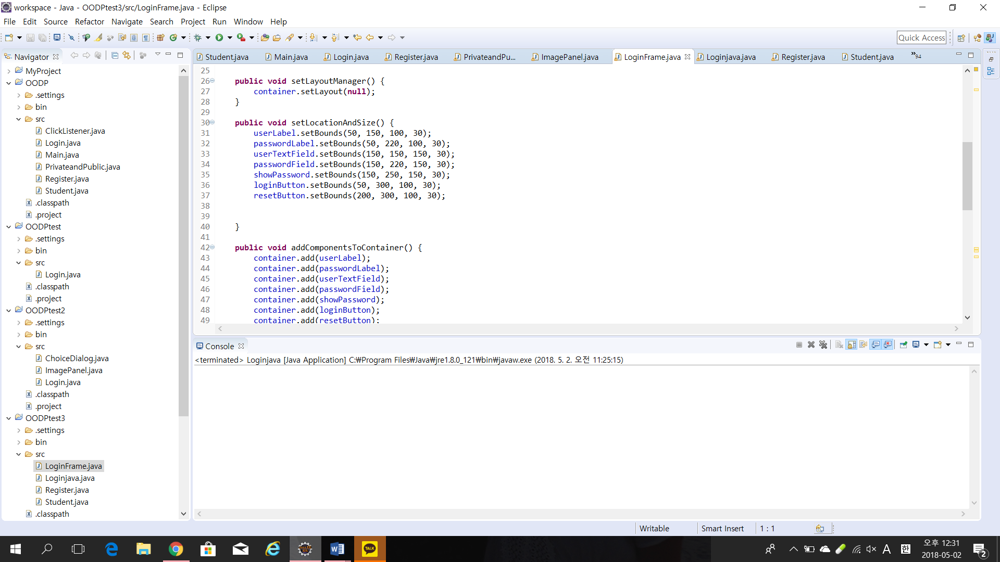 workspace - Java - OODPtest3/src/LoginFrame.java - Eclipse
File Edit Source Refactor Navigate Search Project Run Window Help
Quick Access
Navigator
MyProject
OODP
.settings
bin
src
ClickListener.java
Login.java
Main.java
PrivateandPublic.java
Register.java
Student.java
.classpath
.project
OODPtest
.settings
bin
src
Login.java
.classpath
.project
OODPtest2
.settings
bin
src
ChoiceDialog.java
ImagePanel.java
Login.java
.classpath
.project
OODPtest3
.settings
bin
src
LoginFrame.java
Loginjava.java
Register.java
Student.java
.classpath
Student.java Main.java Login.java Register.java PrivateandPu... ImagePanel.java LoginFrame.java Loginjava.java Register.java Student.java »94
25
26 public void setLayoutManager() {
27 container.setLayout(null);
28 }
29
30 public void setLocationAndSize() {
31 userLabel.setBounds(50, 150, 100, 30);
32 passwordLabel.setBounds(50, 220, 100, 30);
33 userTextField.setBounds(150, 150, 150, 30);
34 passwordField.setBounds(150, 220, 150, 30);
35 showPassword.setBounds(150, 250, 150, 30);
36 loginButton.setBounds(50, 300, 100, 30);
37 resetButton.setBounds(200, 300, 100, 30);
38
39
40 }
41
42 public void addComponentsToContainer() {
43 container.add(userLabel);
44 container.add(passwordLabel);
45 container.add(userTextField);
46 container.add(passwordField);
47 container.add(showPassword);
48 container.add(loginButton);
49 container.add(resetButton);
Console
<terminated> Loginjava [Java Application] C:₩Program Files₩Java₩jre1.8.0_121₩bin₩javaw.exe (2018. 5. 2. 오전 11:25:15)
Writable Smart Insert 1 : 1
TALK
A 한
오후 12:31
2018-05-02
2